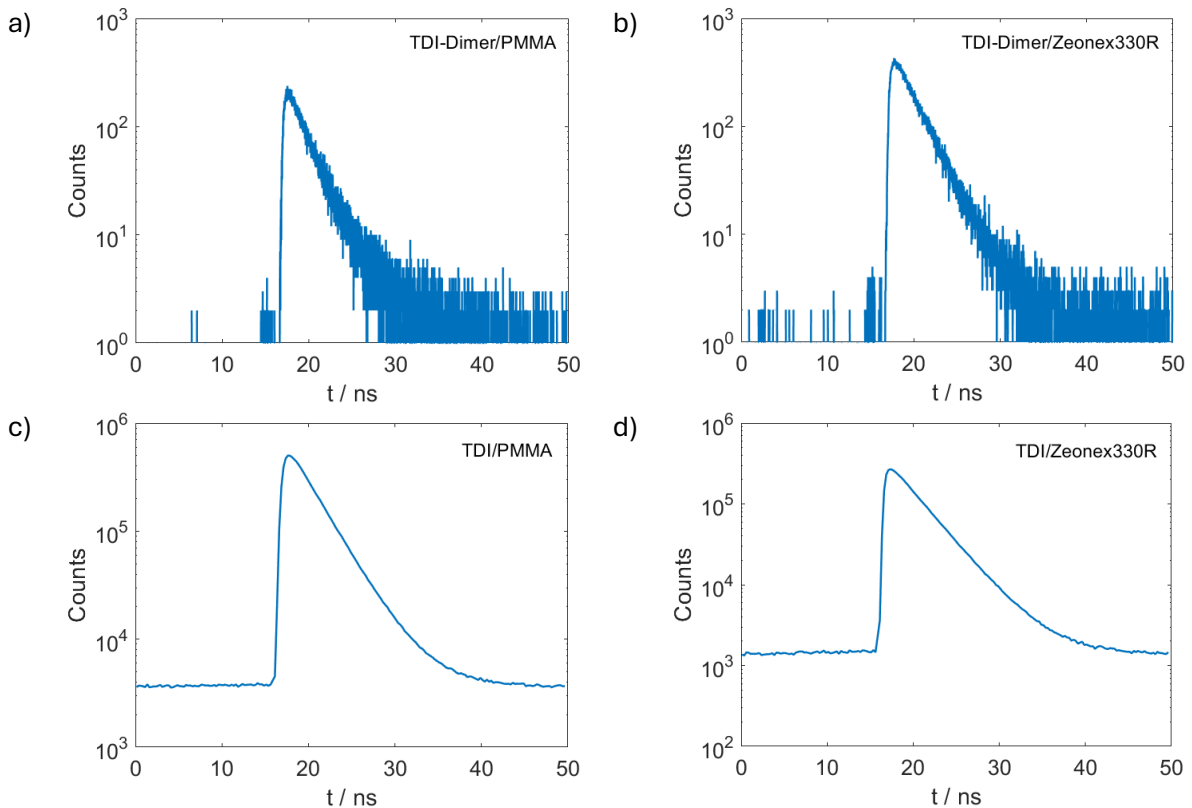 a)
TDI-Dimer/PMMA
10^3
10^2
10^1
10^0
Counts
0 10 20 30 40 50
t / ns
b)
TDI-Dimer/Zeonex330R
10^3
10^2
10^1
10^0
Counts
0 10 20 30 40 50
t / ns
c)
TDI/PMMA
10^6
10^5
10^4
10^3
Counts
0 10 20 30 40 50
t / ns
d)
TDI/Zeonex330R
10^6
10^5
10^4
10^3
10^2
Counts
0 10 20 30 40 50
t / ns